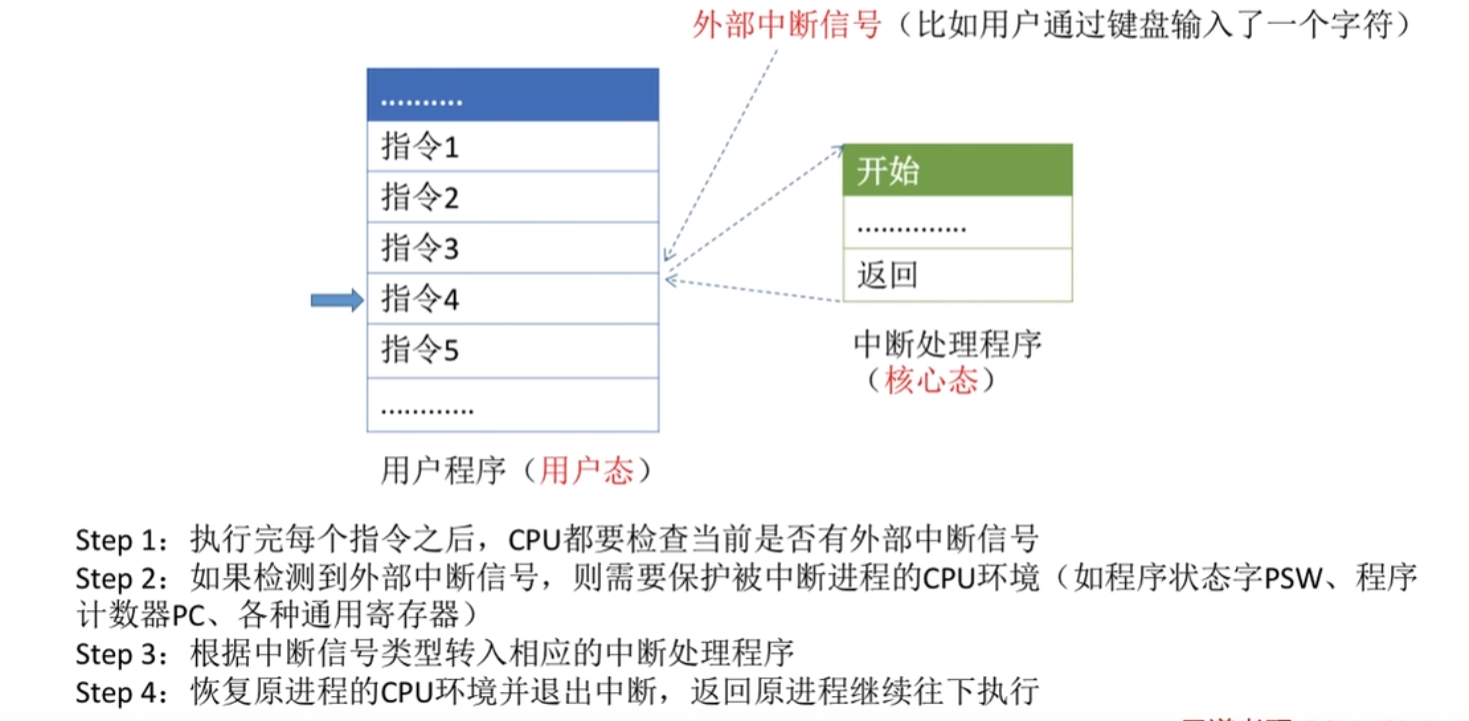 外部中断信号（比如用户通过键盘输入了一个字符）
..........
指令1
指令2
指令3
指令4
指令5
............
用户程序（用户态）
开始
..............
返回
中断处理程序
（核心态）
Step 1：执行完每个指令之后，CPU都要检查当前是否有外部中断信号
Step 2：如果检测到外部中断信号，则需要保护被中断进程的CPU环境（如程序状态字PSW、程序
计数器PC、各种通用寄存器）
Step 3：根据中断信号类型转入相应的中断处理程序
Step 4：恢复原进程的CPU环境并退出中断，返回原进程继续往下执行